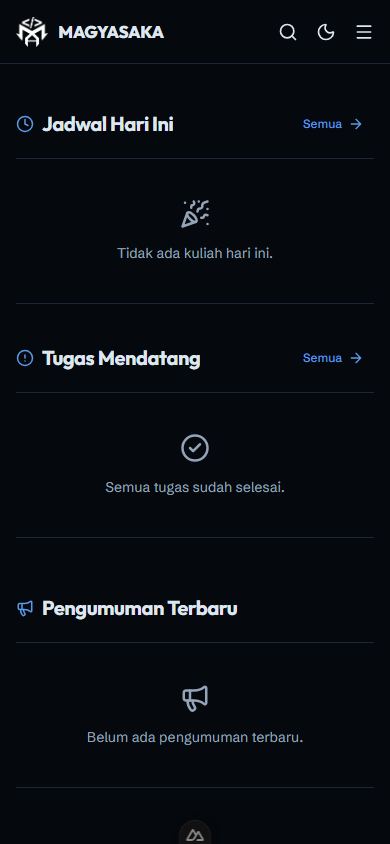 MAGYASAKA
Jadwal Hari Ini
Semua
Tidak ada kuliah hari ini.
Tugas Mendatang
Semua
Semua tugas sudah selesai.
Pengumuman Terbaru
Belum ada pengumuman terbaru.